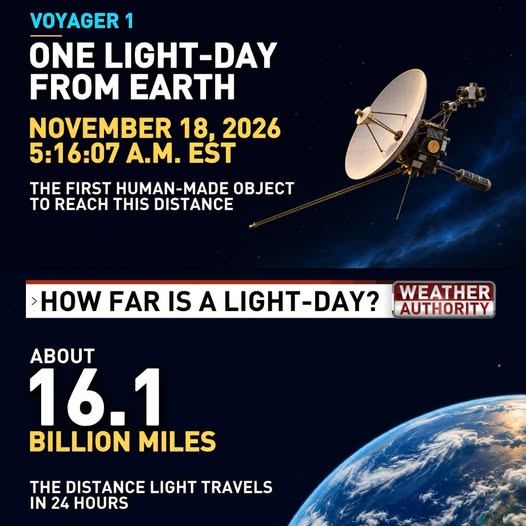 VOYAGER 1
ONE LIGHT-DAY
FROM EARTH
NOVEMBER 18, 2026
5:16:07 A.M. EST
THE FIRST HUMAN-MADE OBJECT
TO REACH THIS DISTANCE
>HOW FAR IS A LIGHT-DAY?
WEATHER
AUTHORITY
ABOUT
16.1
BILLION MILES
THE DISTANCE LIGHT TRAVELS
IN 24 HOURS